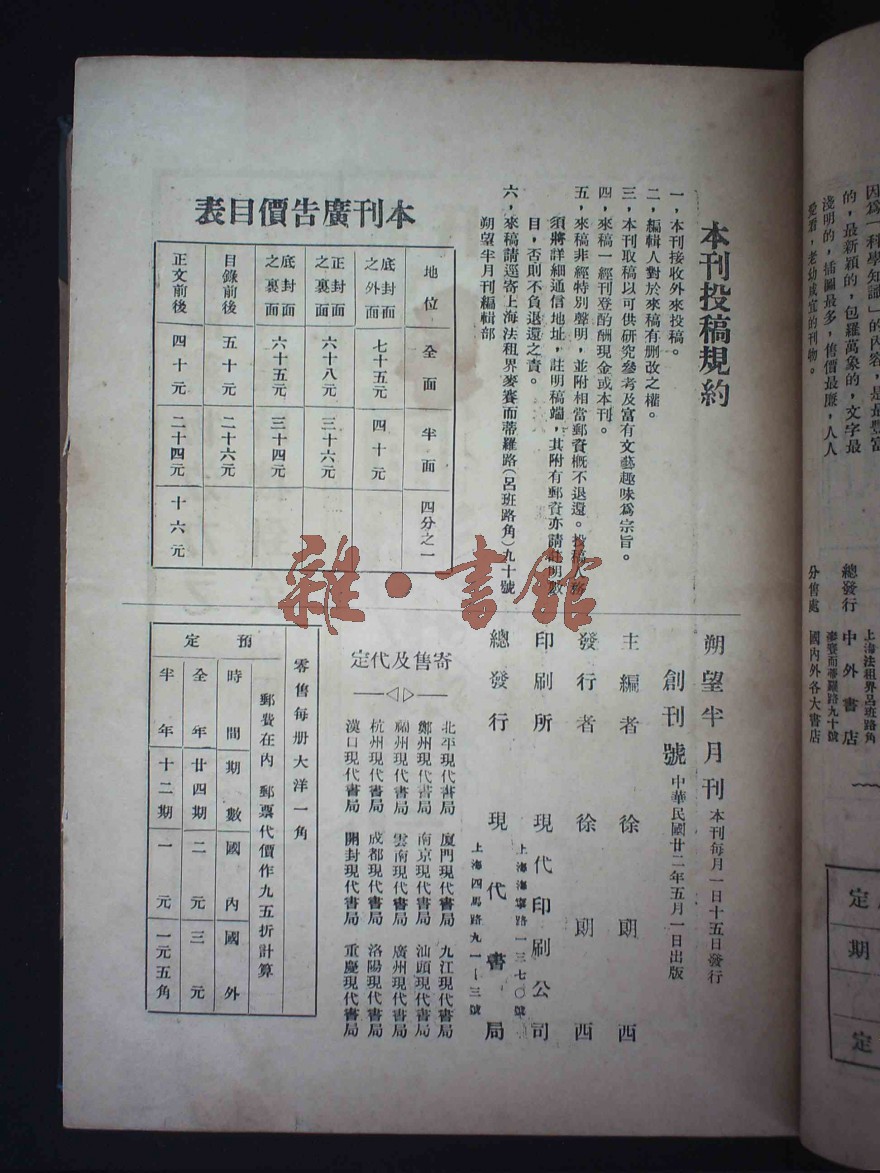 因爲「科學知識」的內容，是最豐富
的，最新穎的，包羅萬象的，文字最
淺明的，插圖最多，售價最廉，人人
愛看，老幼咸宜的刊物。
總發行 中外書店
上海法租界呂班路角
麥賽而蒂羅路九十號
分售處 國內外各大書店
本刊投稿規約
一，本刊接收外來投稿。
二，編輯人對於來稿有删改之權。
三，本刊取稿以可供研究參考及富有文藝趣味爲宗旨。
四，來稿一經刊登酌酬現金或本刊。
五，來稿非經特別聲明，並附相當郵資概不退還。投稿人務
須將詳細通信地址，註明稿端，其附有郵資亦請註明數
目，否則不負退還之責。
六，來稿請逕寄上海法租界麥賽而蒂羅路(呂班路角)九十號
朔望半月刊編輯部
本刊廣告價目表
地位 全面 半面 四分之一
底封面之外面 七十五元 四十元
正封面之裏面 六十八元 三十六元
底封面之裏面 六十五元 三十四元
目錄前後 五十元 二十六元
正文前後 四十元 二十四元 十六元
朔望半月刊 本刊每月一日十五日發行
創刊號 中華民國廿二年五月一日出版
主編者 徐朗西
發行者 徐朗西
印刷所 現代印刷公司
上海海寧路一三七〇號
總發行 現代書局
上海四馬路九一—三號
寄售及代定
北平現代書局 廈門現代書局 九江現代書局
鄭州現代書局 南京現代書局 汕頭現代書局
福州現代書局 雲南現代書局 廣州現代書局
杭州現代書局 成都現代書局 洛陽現代書局
漢口現代書局 開封現代書局 重慶現代書局
零售每册大洋一角
預定
郵費在內 郵票代價作九五折計算
時間 期數 國內 國外
全年 廿四期 二元 三元
半年 十二期 一元 一元五角
定
期
定
雜·書館